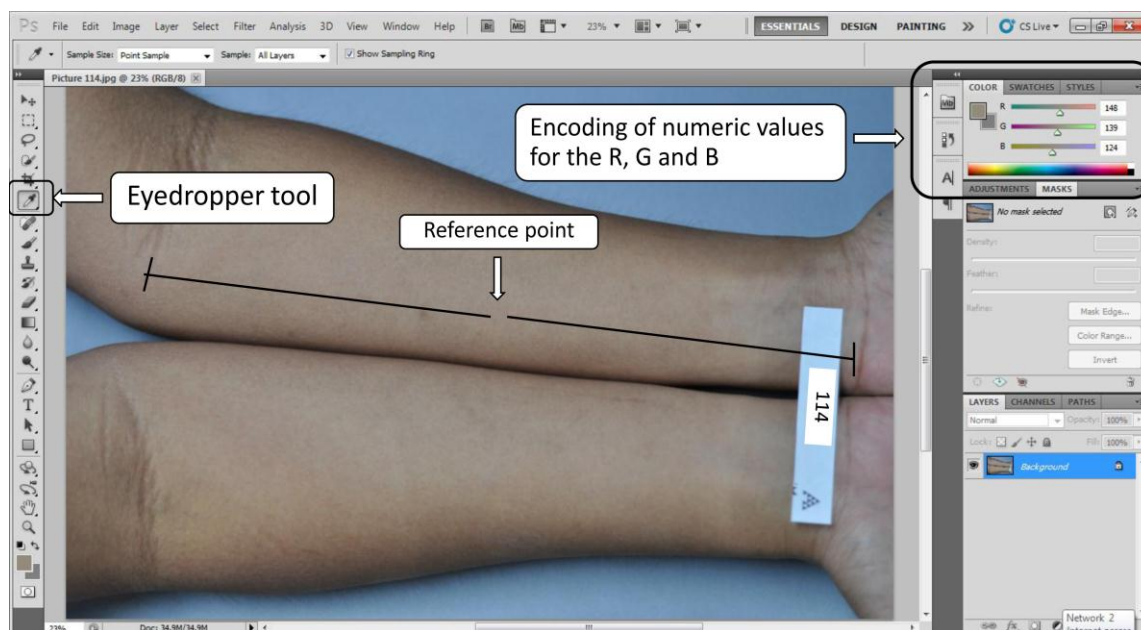 Ps File Edit Image Layer Select Filter Analysis 3D View Window Help Br Mb 23% ESSENTIALS DESIGN PAINTING CS Live
Sample Size: Point Sample Sample: All Layers Show Sampling Ring
Picture 114.jpg @ 23% (RGB/8)
COLOR SWATCHES STYLES
R 148
G 139
B 124
Encoding of numeric values
for the R, G and B
Mb
A
ADJUSTMENTS MASKS
No mask selected
Density:
Feather:
Refine:
Mask Edge...
Color Range...
Invert
Eyedropper tool
Reference point
114
LAYERS CHANNELS PATHS
Normal Opacity: 100%
Lock: Fill: 100%
Background
T
23% Doc: 34.9M/34.9M
fx
Network 2